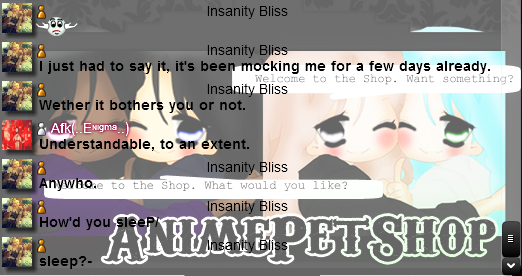 Insanity Bliss
Insanity Bliss
I just had to say it, it's been mocking me for a few days already.
Welcome to the Shop. Want something?
Insanity Bliss
Wether it bothers you or not.
Afk(..Eɴιgmα..)
Understandable, to an extent.
Insanity Bliss
Anywho.
to the Shop. What would you like?
Insanity Bliss
How'd you sleeP/
AnimePetShop
Insanity Bliss
sleep?-